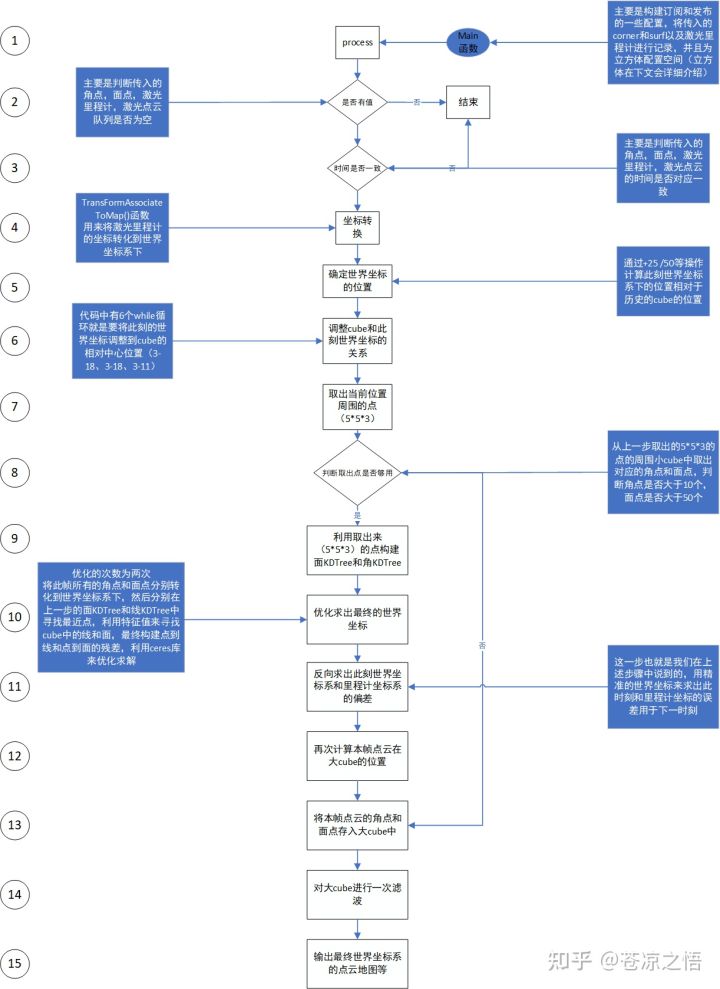 1
process
Main
函数
主要是构建订阅和发布
的一些配置，将传入的
corner和surf以及激光里
程计进行记录，并且为
立方体配置空间（立方
体在下文会详细介绍）
2
主要是判断传入的
角点，面点，激光
里程计，激光点云
队列是否为空
是否有值
否
结束
3
时间是否一致
否
主要是判断传入的
角点，面点，激光
里程计，激光点云
的时间是否对应一
致
4
TransFormAssociate
ToMap()函数
用来将激光里程计
的坐标转化到世界
坐标系下
坐标转
换
5
确定世界坐标
的位置
通过+25 /50等操作
计算此刻世界坐标
系下的位置相对于
历史的cube的位置
6
代码中有6个while循
环就是要将此刻的世
界坐标调整到cube的
相对中心位置（3-
18、3-18、3-11）
调整cube和此
刻世界坐标的
关系
7
取出当前位置
周围的点
（5*5*3）
8
判断取出点是否够用
是
从上一步取出的5*5*3的
点的周围小cube中取出
对应的角点和面点，判
断角点是否大于10个，
面点是否大于50个
9
利用取出来
（5*5*3）的点构建
面KDTree和角KDTree
10
优化的次数为两次
将此帧所有的角点和面点分别转
化到世界坐标系下，然后分别在
上一步的面KDTree和线KDTree中
寻找最近点，利用特征值来寻找
cube中的线和面，最终构建点到
线和点到面的残差，利用ceres库
来优化求解
优化求出最终的世界
坐标
否
11
反向求出此刻世界坐
标系和里程计坐标系
的偏差
这一步也就是我们在上
述步骤中说到的，用精
准的世界坐标来求出此
时刻和里程计坐标的误
差用于下一时刻
12
再次计算本帧点云在
大cube的位置
13
将本帧点云的角点和
面点存入大cube中
14
对大cube进行一次滤
波
15
输出最终世界坐标系
的点云地图等
知乎 @苍凉之悟